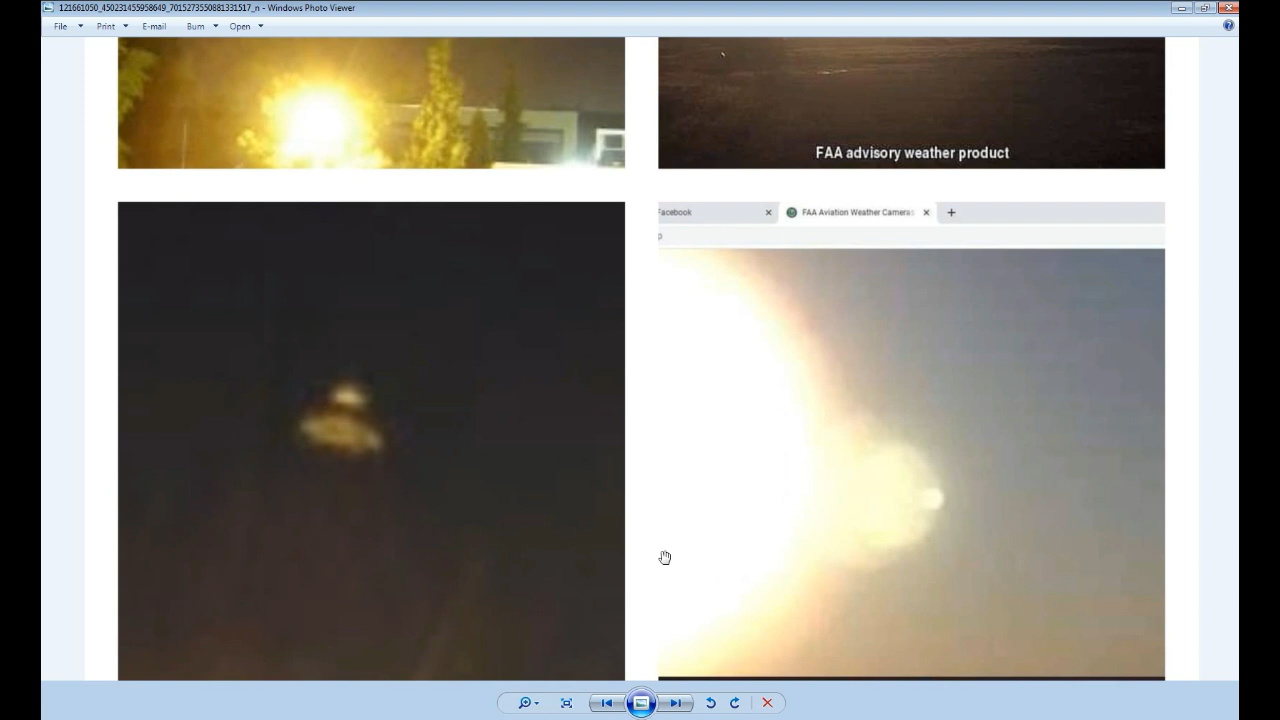 121661050_450231455958649_7015273550881331517_n - Windows Photo Viewer
File Print E-mail Burn Open
FAA advisory weather product
Facebook FAA Aviation Weather Cameras
p